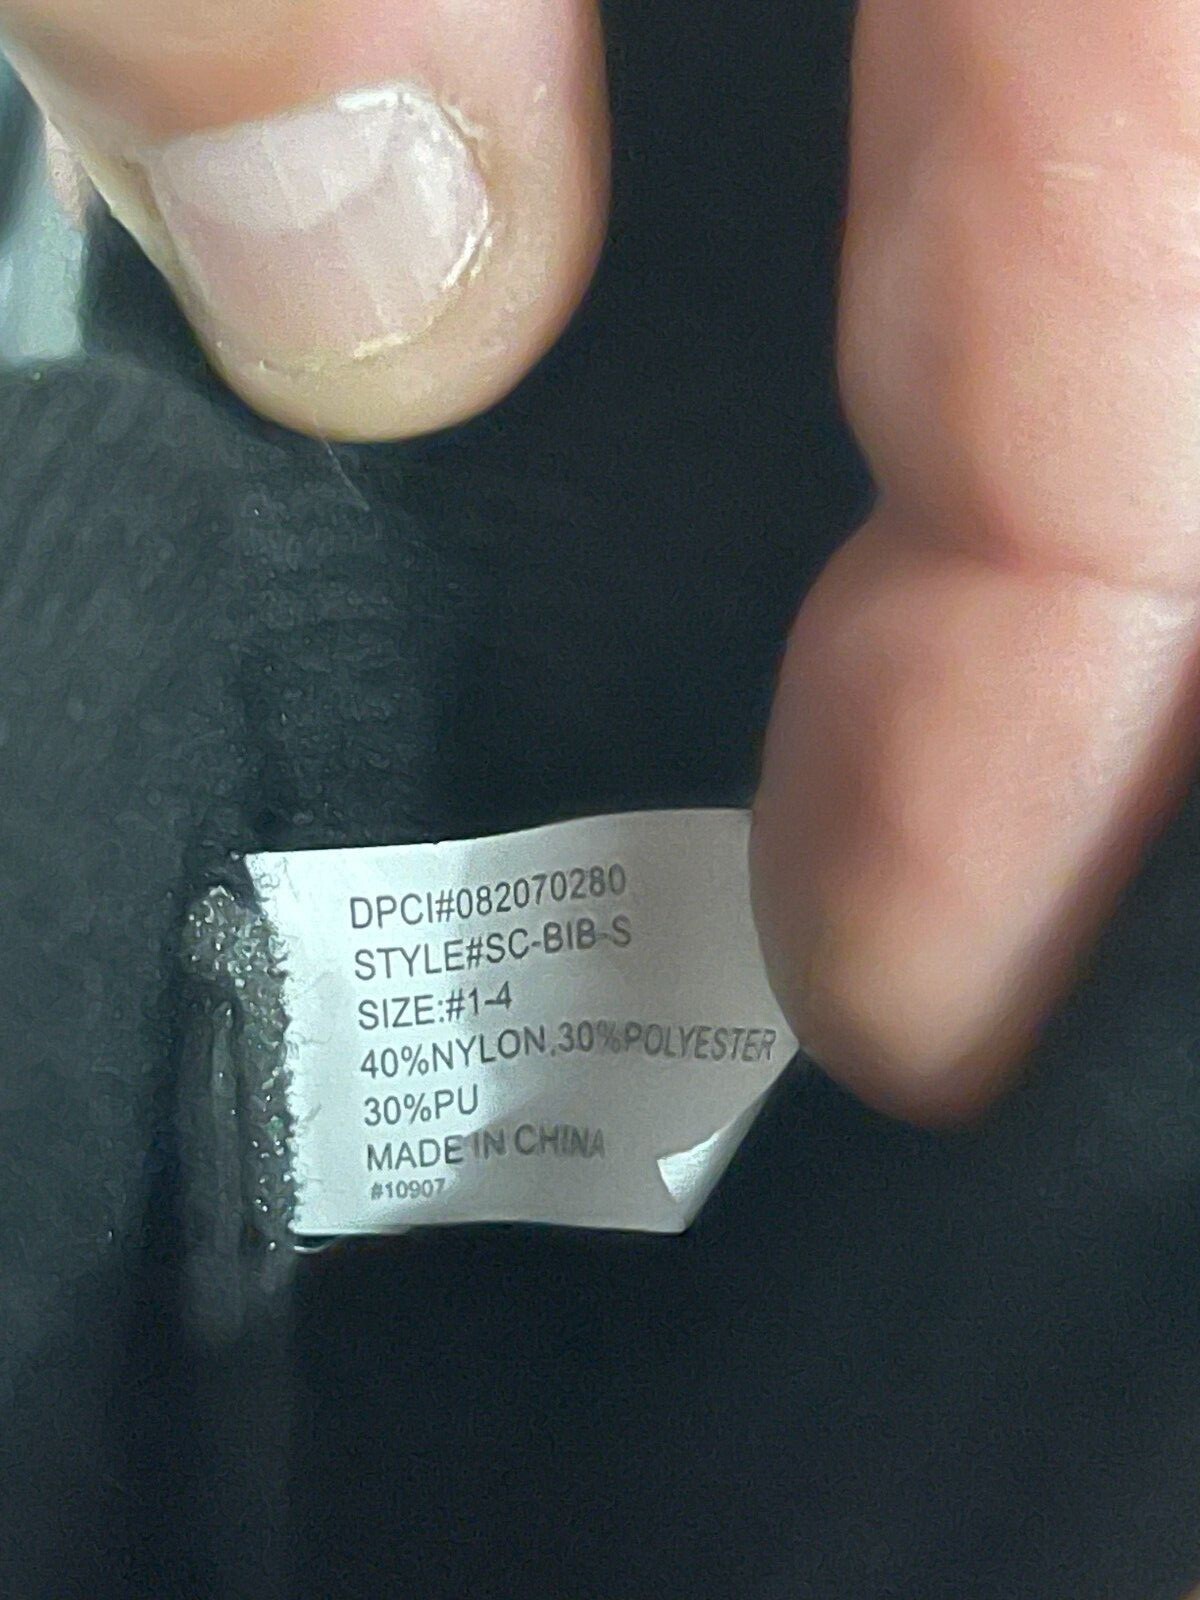 DPCI#082070280
STYLE#SC-BIB-S
SIZE:#1-4
40%NYLON,30%POLYESTER
30%PU
MADE IN CHINA
#10907